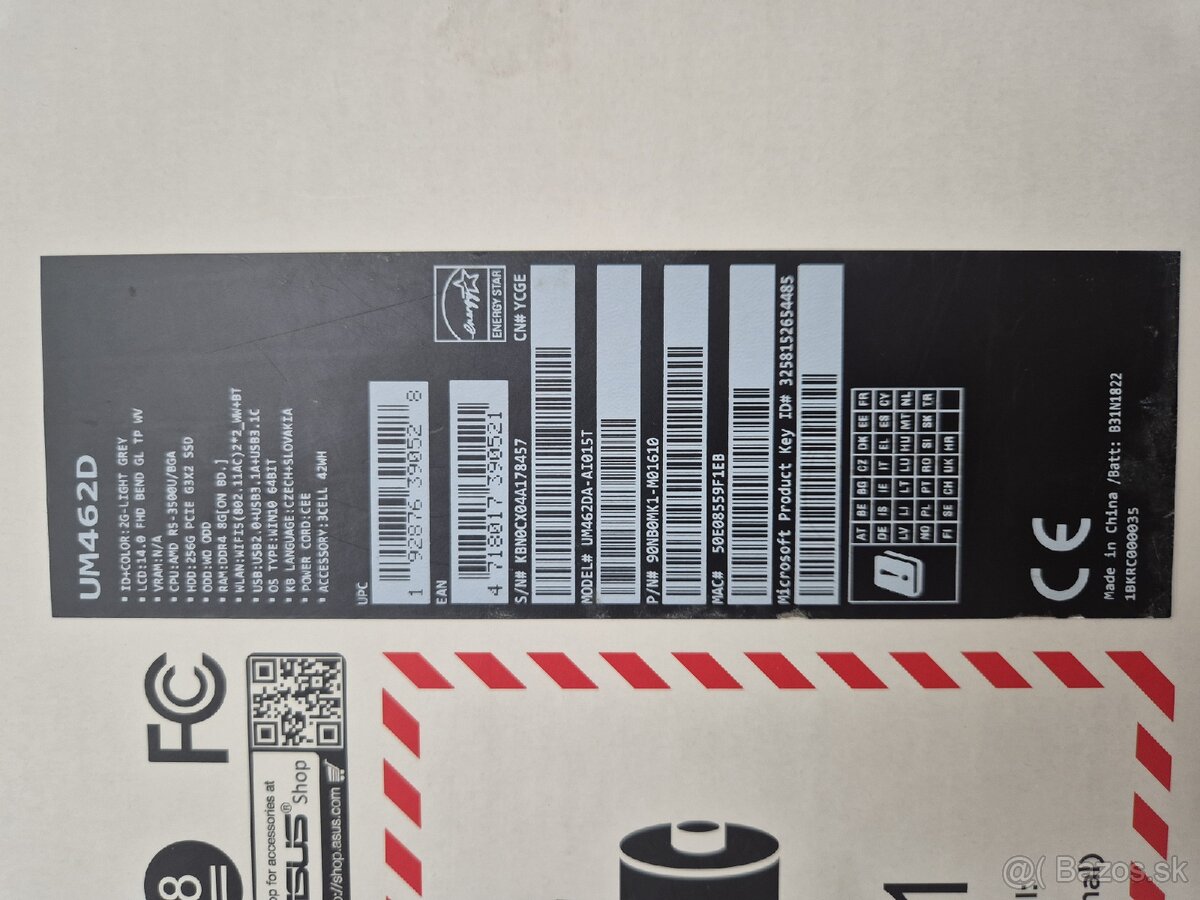 UM462D
▪ ID+COLOR:2G-LIGHT GREY
▪ LCD:14.0 FHD BEND GL TP WV
▪ VRAM:N/A
▪ CPU:AMD R5-3500U/BGA
▪ HDD:256G PCIE G3X2 SSD
▪ ODD:WO ODD
▪ RAM:DDR4 8G[ON BD.]
▪ WLAN:WIFI5(802.11AC)2*2_WW+BT
▪ USB:USB2.0+USB3.1A+USB3.1C
▪ OS TYPE:WIN10 64BIT
▪ KB LANGUAGE:CZECH+SLOVAKIA
▪ POWER CORD:CEE
▪ ACCESSORY:3CELL 42WH
UPC
1 92876 39052 8
EAN
4 718017 390521
energy
ENERGY STAR
S/N# KBN0CX04A178457 CN# YCGE
MODEL# UM462DA-AI015T
P/N# 90NB0MK1-M01610
MAC# 50E08559F1EB
Microsoft Product Key ID# 3258152654485
AT BE BG CZ DK EE FR
DE IS IE IT EL ES CY
LV LI LT LU HU MT NL
NO PL PT RO SI SK TR
FI SE CH UK HR
CE
Made in China /Batt: B31N1822
1BKRC000035
FC
op for accessories at
SUS® Shop
://shop.asus.com
8
1
@( Bazos.sk